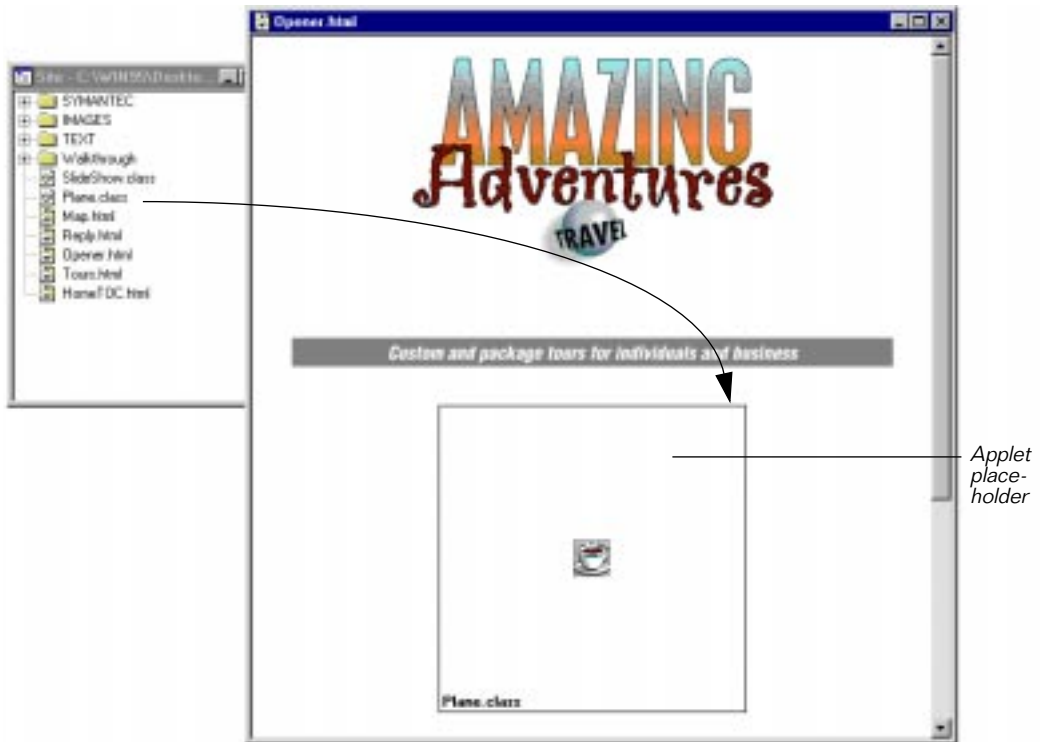 Opener.html
Site - C:\WIN95\Deskto...
SYMANTEC
IMAGES
TEXT
Walkthrough
SlideShow.class
Plane.class
Map.html
Reply.html
Opener.html
Tours.html
HomeTOC.html
AMAZING
Adventures
TRAVEL
Custom and package tours for individuals and business
Applet
place-
holder
Plane.class